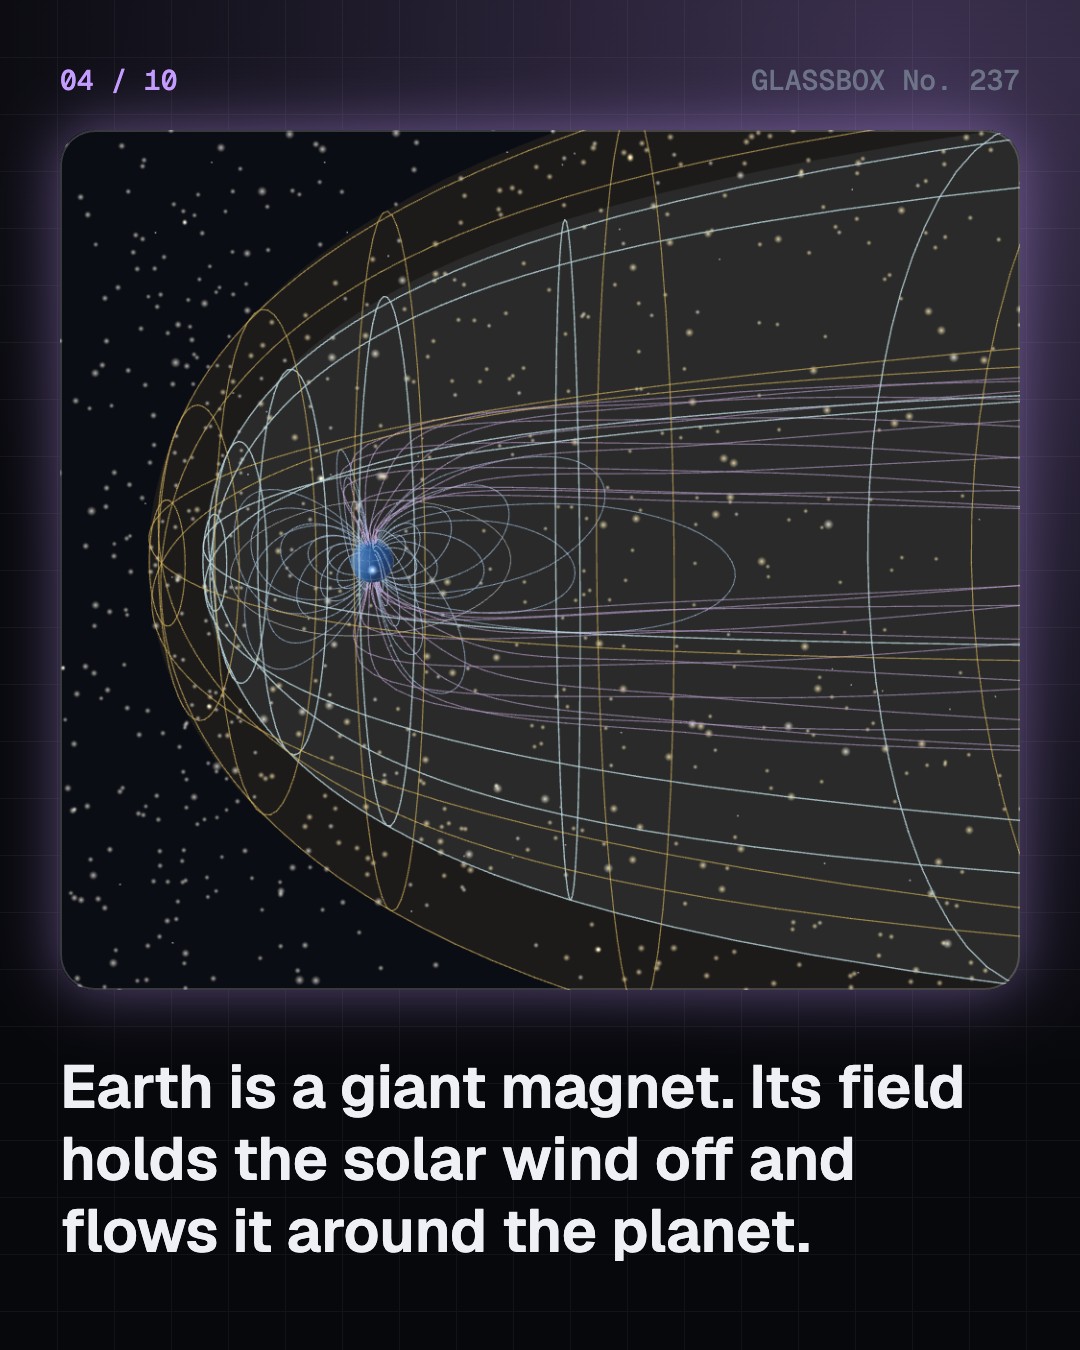 04 / 10
GLASSBOX No. 237
Earth is a giant magnet. Its field
holds the solar wind off and
flows it around the planet.